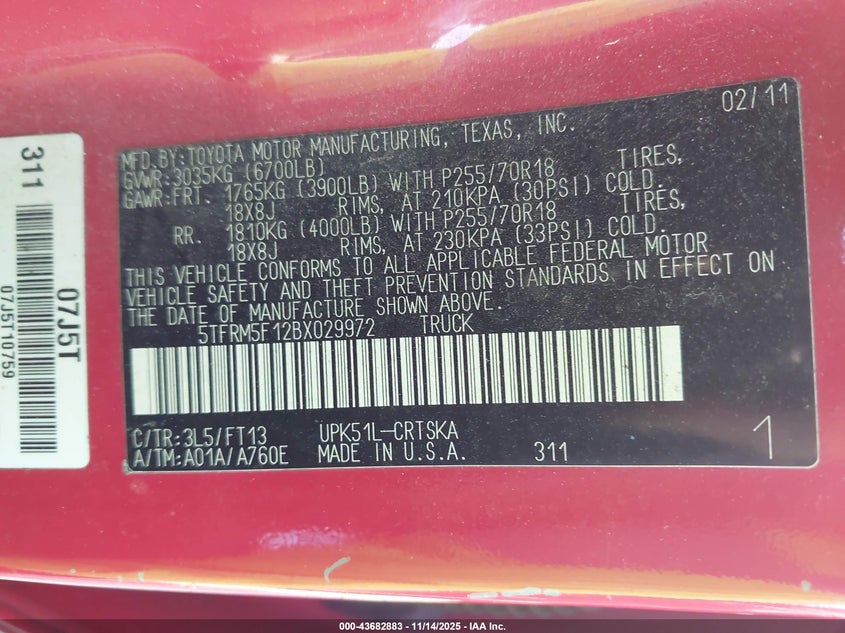 02/11
MFD.BY:TOYOTA MOTOR MANUFACTURING, TEXAS, INC.
GVWR:3035KG (6700LB)
GAWR:FRT. 1765KG (3900LB) WITH P255/70R18 TIRES,
18X8J RIMS, AT 210KPA (30PSI) COLD.
RR. 1810KG (4000LB) WITH P255/70R18 TIRES,
18X8J RIMS, AT 230KPA (33PSI) COLD.
THIS VEHICLE CONFORMS TO ALL APPLICABLE FEDERAL MOTOR
VEHICLE SAFETY AND THEFT PREVENTION STANDARDS IN EFFECT ON
THE DATE OF MANUFACTURE SHOWN ABOVE.
5TFRM5F12BX029972 TRUCK
C/TR:3L5/FT13 UPK51L-CRTSKA
A/TM:A01A/A760E MADE IN U.S.A. 311 1
311
07J5T
07J5T10759
000-43682883 - 11/14/2025 - IAA Inc.